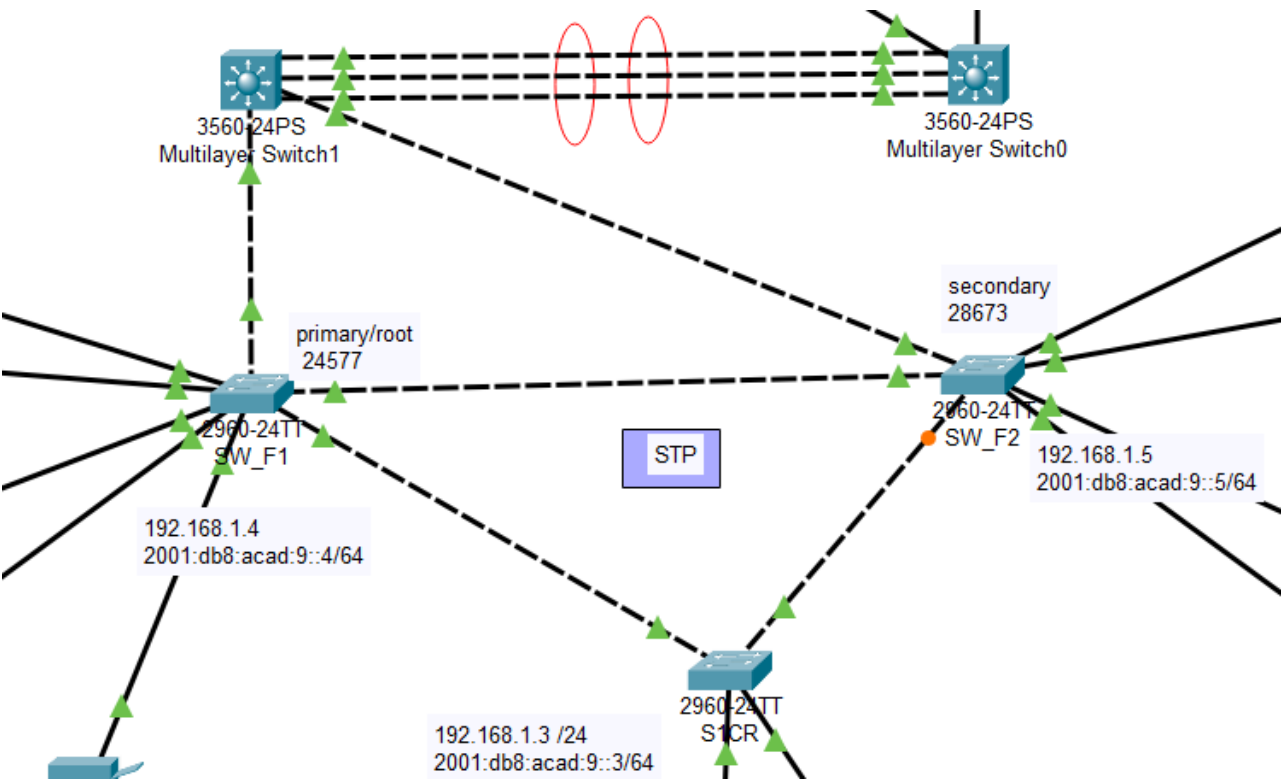 3560-24PS
Multilayer Switch1
3560-24PS
Multilayer Switch0
secondary
28673
primary/root
24577
2960-24TT
SW_F1
2960-24TT
SW_F2
STP
192.168.1.5
2001:db8:acad:9::5/64
192.168.1.4
2001:db8:acad:9::4/64
2960-24TT
S1CR
192.168.1.3 /24
2001:db8:acad:9::3/64